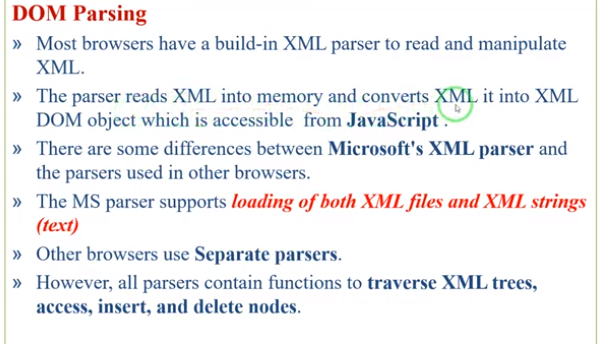 DOM Parsing
» Most browsers have a build-in XML parser to read and manipulate
XML.
» The parser reads XML into memory and converts XML it into XML
DOM object which is accessible from JavaScript .
» There are some differences between Microsoft's XML parser and
the parsers used in other browsers.
» The MS parser supports loading of both XML files and XML strings
(text)
» Other browsers use Separate parsers.
» However, all parsers contain functions to traverse XML trees,
access, insert, and delete nodes.